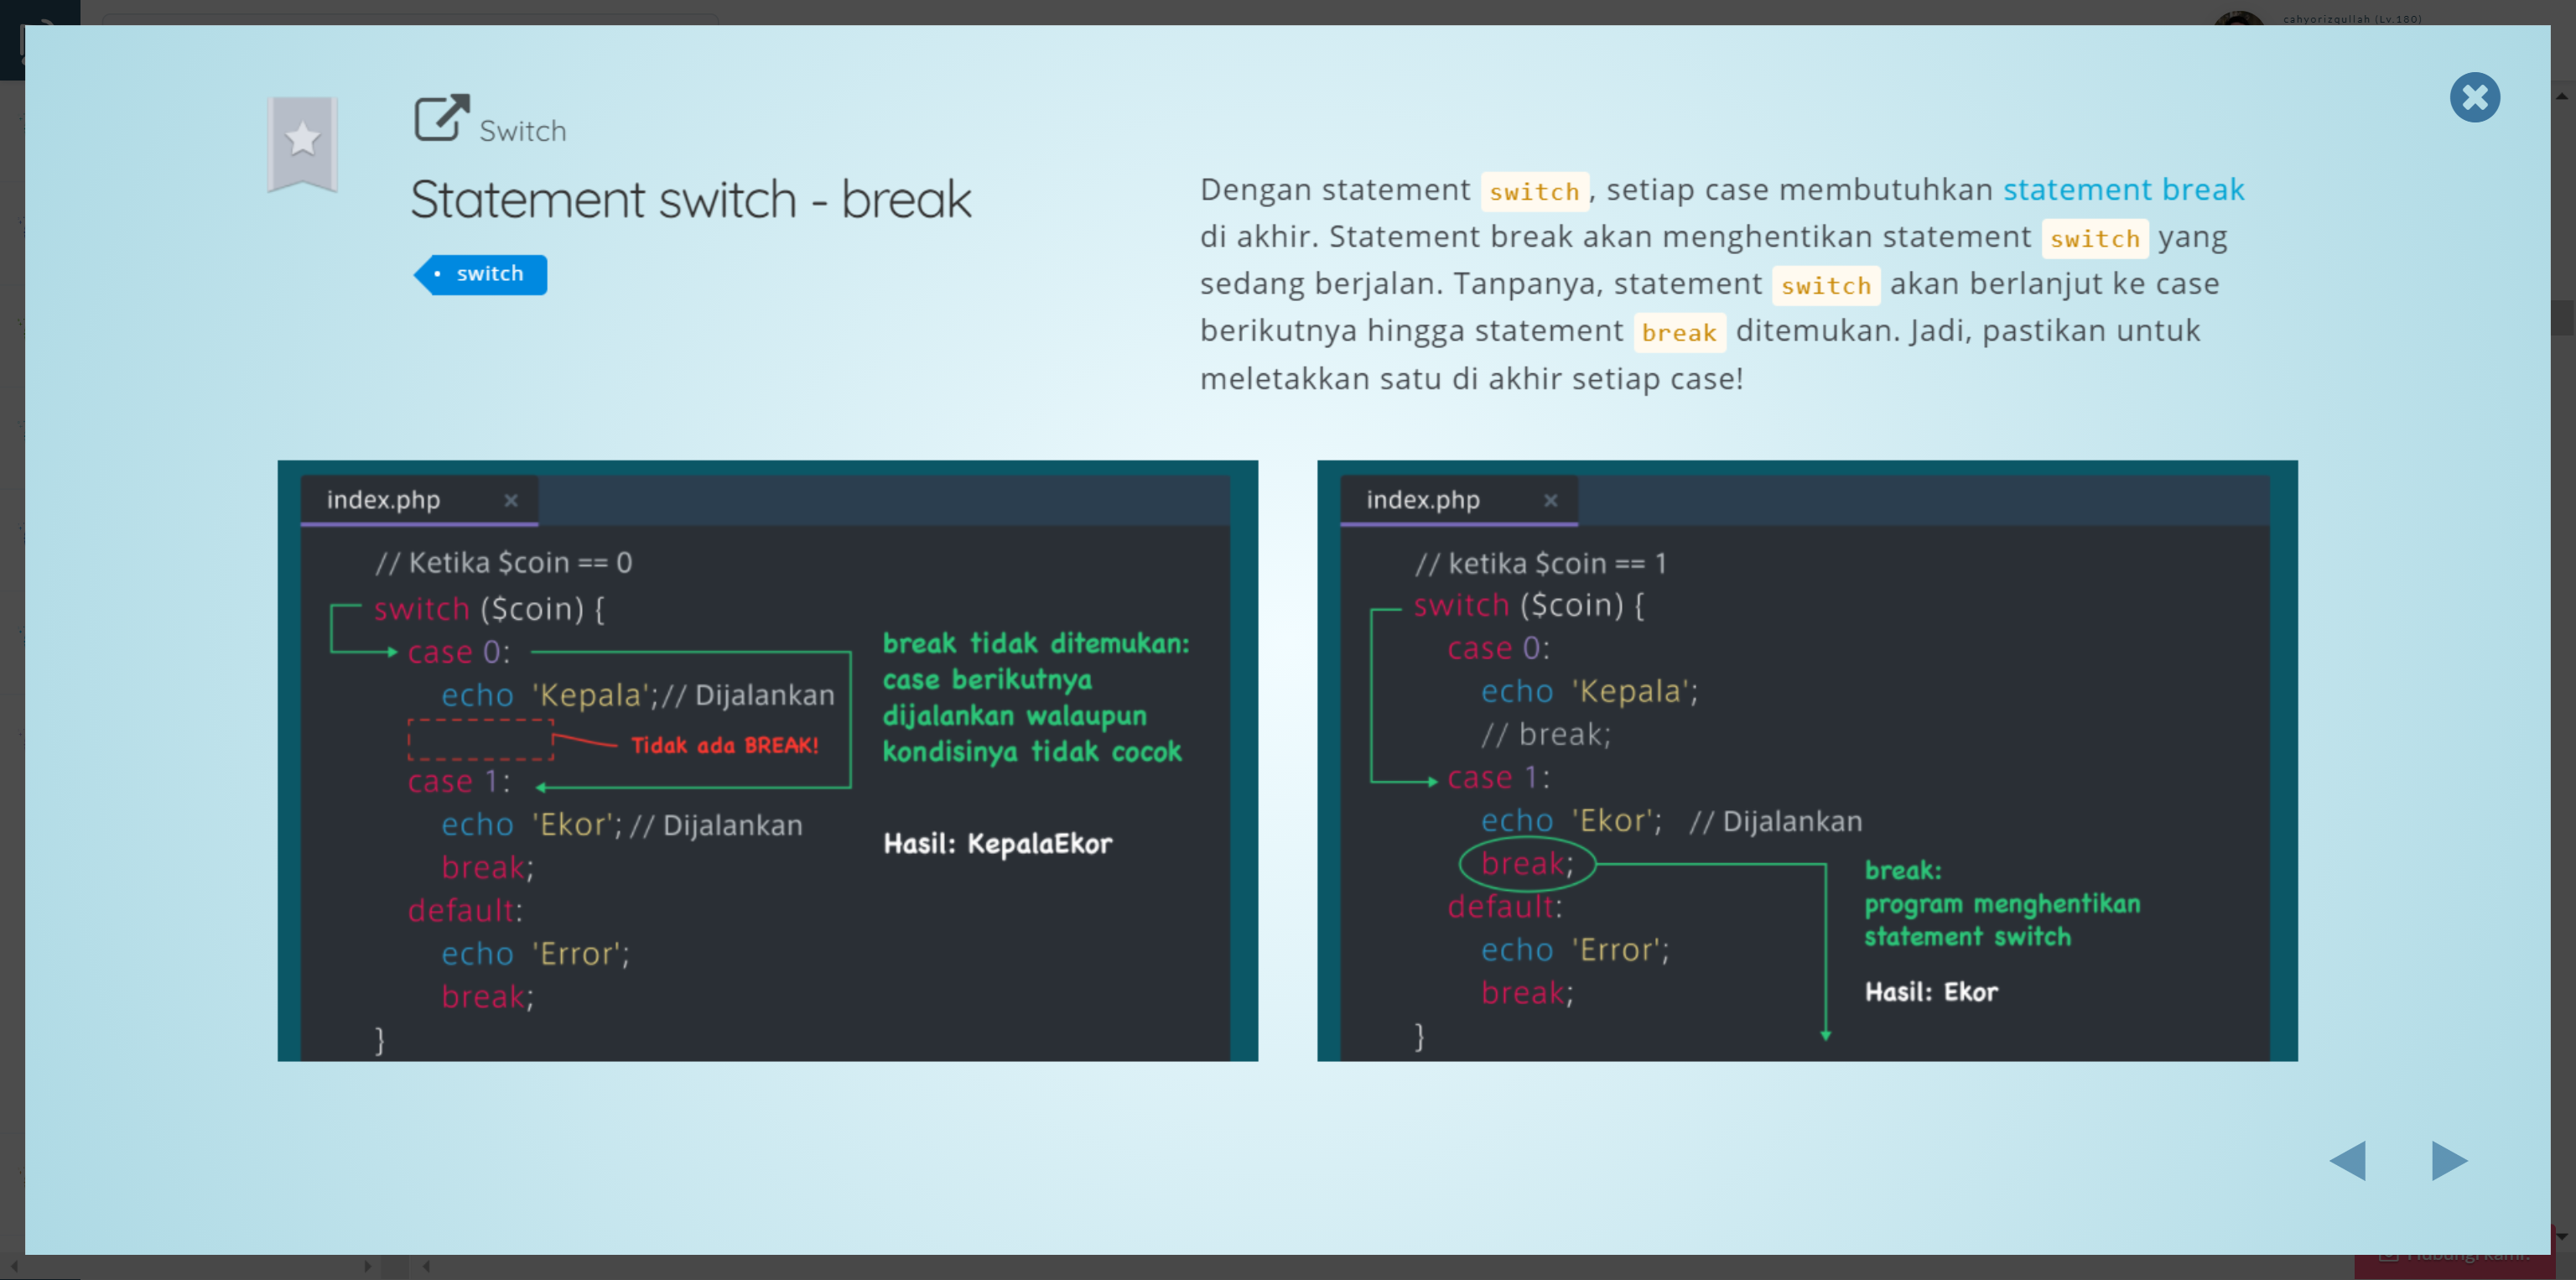 cahyorizqullah (Lv.180)
Switch
Statement switch - break
switch
Dengan statement switch, setiap case membutuhkan statement break
di akhir. Statement break akan menghentikan statement switch yang
sedang berjalan. Tanpanya, statement switch akan berlanjut ke case
berikutnya hingga statement break ditemukan. Jadi, pastikan untuk
meletakkan satu di akhir setiap case!
index.php ×
// Ketika $coin == 0
switch ($coin) {
case 0:
echo 'Kepala';// Dijalankan
Tidak ada BREAK!
case 1:
echo 'Ekor'; // Dijalankan
break;
default:
echo 'Error';
break;
}
break tidak ditemukan:
case berikutnya
dijalankan walaupun
kondisinya tidak cocok
Hasil: KepalaEkor
index.php ×
// ketika $coin == 1
switch ($coin) {
case 0:
echo 'Kepala';
// break;
case 1:
echo 'Ekor'; // Dijalankan
break;
default:
echo 'Error';
break;
}
break:
program menghentikan
statement switch
Hasil: Ekor